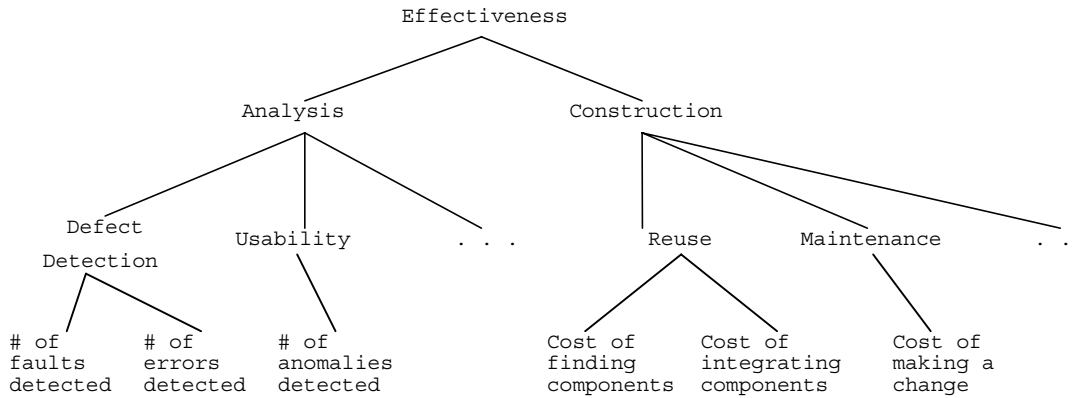 Effectiveness
Analysis
Construction
Defect
Detection
Usability
. . .
Reuse
Maintenance
. .
# of
faults
detected
# of
errors
detected
# of
anomalies
detected
Cost of
finding
components
Cost of
integrating
components
Cost of
making a
change